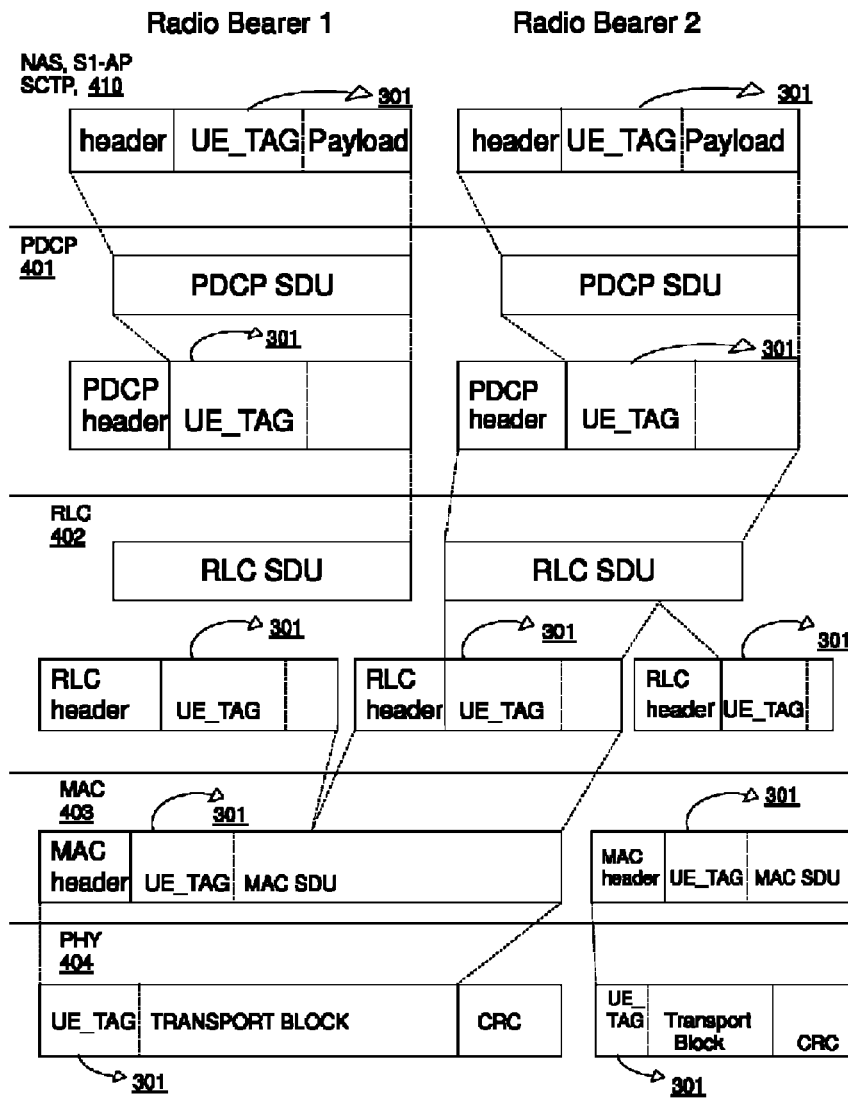 Radio Bearer 1 Radio Bearer 2
NAS, S1-AP
SCTP, 410
301 301
header UE_TAG Payload header UE_TAG Payload
PDCP
401
PDCP SDU PDCP SDU
301 301
PDCP
header UE_TAG PDCP
header UE_TAG
RLC
402
RLC SDU RLC SDU
301 301 301
RLC
header UE_TAG RLC
header UE_TAG RLC
header UE_TAG
MAC
403
301 301
MAC
header UE_TAG MAC SDU MAC
header UE_TAG MAC SDU
PHY
404
UE_TAG TRANSPORT BLOCK CRC UE_
TAG Transport
Block CRC
301 301